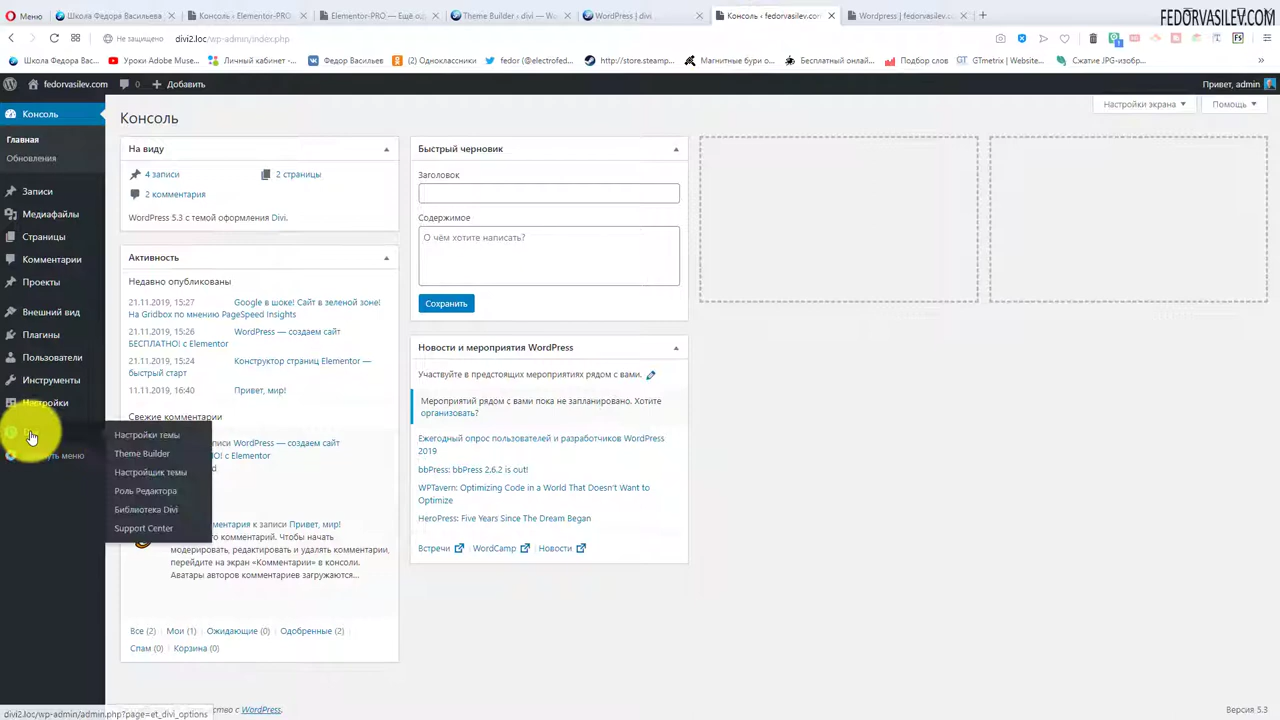 Меню
Школа Федора Васильева
Консоль ‹ Elementor-PRO —
Elementor-PRO — Ещё о
Theme Builder ‹ divi — W
WordPress | divi
Консоль ‹ fedorvasilev.com
Wordpress | fedorvasilev.c
FEDORVASILEV.COM
Не защищено
divi2.loc/wp-admin/index.php
Школа Федора Вас...
Уроки Adobe Muse...
Личный кабинет -...
Федор Васильев
(2) Одноклассники
fedor (@electrofed...
http://store.steamp...
Магнитные бури о...
Бесплатный онлай...
Подбор слов
GTmetrix | Website...
Сжатие JPG-изобр...
»
fedorvasilev.com
0
Добавить
Привет, admin
Консоль
Главная
Обновления
Записи
Медиафайлы
Страницы
Комментарии
Проекты
Внешний вид
Плагины
Пользователи
Инструменты
Настройки
Настройки темы
Theme Builder
Настройщик темы
Роль Редактора
Библиотека Divi
Support Center
Настройки экрана
Помощь
Консоль
На виду
4 записи
2 страницы
2 комментария
WordPress 5.3 с темой оформления Divi.
Активность
Недавно опубликованы
21.11.2019, 15:27 Google в шоке! Сайт в зеленой зоне!
На Gridbox по мнению PageSpeed Insights
21.11.2019, 15:26 WordPress — создаем сайт
БЕСПЛАТНО! с Elementor
21.11.2019, 15:24 Конструктор страниц Elementor —
быстрый старт
11.11.2019, 16:40 Привет, мир!
Свежие комментарии
WordPress — создаем сайт
с Elementor
к записи Привет, мир!
комментарий. Чтобы начать
модерировать, редактировать и удалять комментарии,
перейдите на экран «Комментарии» в консоли.
Аватары авторов комментариев загружаются...
Все (2) | Мои (1) | Ожидающие (0) | Одобренные (2) |
Спам (0) | Корзина (0)
Быстрый черновик
Заголовок
Содержимое
О чём хотите написать?
Сохранить
Новости и мероприятия WordPress
Участвуйте в предстоящих мероприятиях рядом с вами.
Мероприятий рядом с вами пока не запланировано. Хотите
организовать?
Ежегодный опрос пользователей и разработчиков WordPress
2019
bbPress: bbPress 2.6.2 is out!
WPTavern: Optimizing Code in a World That Doesn't Want to
Optimize
HeroPress: Five Years Since The Dream Began
Встречи | WordCamp | Новости
с WordPress.
Версия 5.3
divi2.loc/wp-admin/admin.php?page=et_divi_options